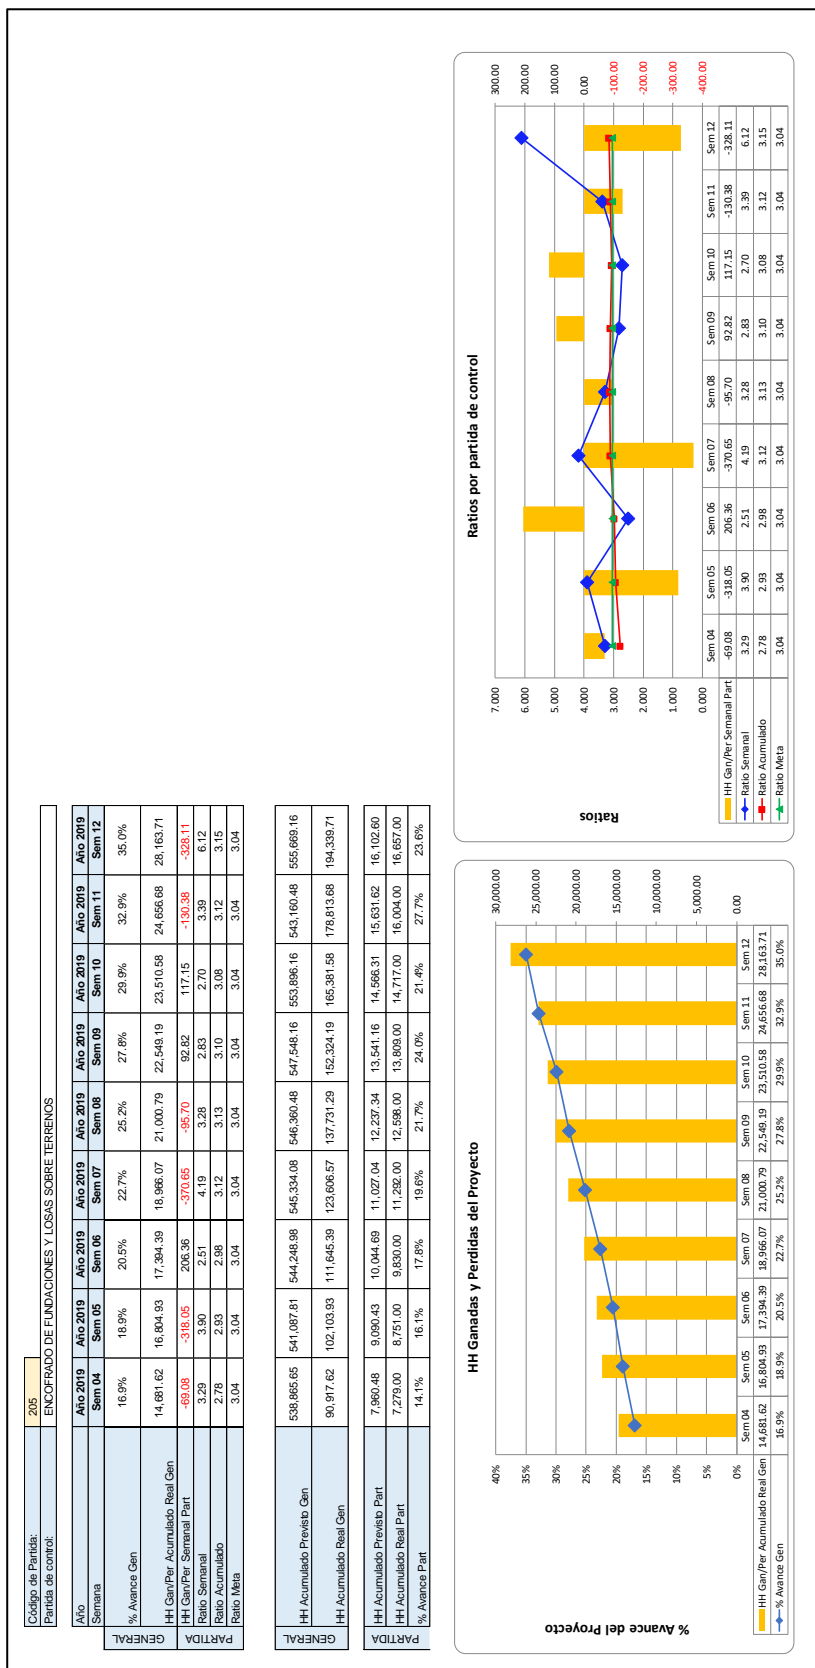 Código de Partida: 205
Partida de control: ENCOFRADO DE FUNDACIONES Y LOSAS SOBRE TERRENOS
Año Año 2019 Año 2019 Año 2019 Año 2019 Año 2019 Año 2019 Año 2019 Año 2019 Año 2019
Semana Sem 04 Sem 05 Sem 06 Sem 07 Sem 08 Sem 09 Sem 10 Sem 11 Sem 12
GENERAL
% Avance Gen 16.9% 18.9% 20.5% 22.7% 25.2% 27.8% 29.9% 32.9% 35.0%
HH Gan/Per Acumulado Real Gen 14,681.62 16,804.93 17,394.39 18,966.07 21,000.79 22,549.19 23,510.58 24,656.68 28,163.71
PARTIDA
HH Gan/Per Semanal Part -69.08 -318.05 206.36 -370.65 -95.70 92.82 117.15 -130.38 -328.11
Ratio Semanal 3.29 3.90 2.51 4.19 3.28 2.83 2.70 3.39 6.12
Ratio Acumulado 2.78 2.93 2.98 3.12 3.13 3.10 3.08 3.12 3.15
Ratio Meta 3.04 3.04 3.04 3.04 3.04 3.04 3.04 3.04 3.04
GENERAL
HH Acumulado Previsto Gen 538,865.65 541,087.81 544,248.98 545,334.08 546,360.48 547,548.16 553,896.16 543,160.48 555,669.16
HH Acumulado Real Gen 90,917.62 102,103.93 111,645.39 123,606.57 137,731.29 152,324.19 165,381.58 178,813.68 194,339.71
PARTIDA
HH Acumulado Previsto Part 7,960.48 9,090.43 10,044.69 11,027.04 12,237.34 13,541.16 14,566.31 15,631.62 16,102.60
HH Acumulado Real Part 7,279.00 8,751.00 9,830.00 11,292.00 12,598.00 13,809.00 14,717.00 16,004.00 16,657.00
% Avance Part 14.1% 16.1% 17.8% 19.6% 21.7% 24.0% 21.4% 27.7% 23.6%
HH Ganadas y Perdidas del Proyecto
% Avance del Proyecto
40%
35%
30%
25%
20%
15%
10%
5%
0%
30,000.00
25,000.00
20,000.00
15,000.00
10,000.00
5,000.00
0.00
Sem 04 Sem 05 Sem 06 Sem 07 Sem 08 Sem 09 Sem 10 Sem 11 Sem 12
HH Gan/Per Acumulado Real Gen 14,681.62 16,804.93 17,394.39 18,966.07 21,000.79 22,549.19 23,510.58 24,656.68 28,163.71
% Avance Gen 16.9% 18.9% 20.5% 22.7% 25.2% 27.8% 29.9% 32.9% 35.0%
Ratios por partida de control
Ratios
7.000
6.000
5.000
4.000
3.000
2.000
1.000
0.000
300.00
200.00
100.00
0.00
-100.00
-200.00
-300.00
-400.00
Sem 04 Sem 05 Sem 06 Sem 07 Sem 08 Sem 09 Sem 10 Sem 11 Sem 12
HH Gan/Per Semanal Part -69.08 -318.05 206.36 -370.65 -95.70 92.82 117.15 -130.38 -328.11
Ratio Semanal 3.29 3.90 2.51 4.19 3.28 2.83 2.70 3.39 6.12
Ratio Acumulado 2.78 2.93 2.98 3.12 3.13 3.10 3.08 3.12 3.15
Ratio Meta 3.04 3.04 3.04 3.04 3.04 3.04 3.04 3.04 3.04